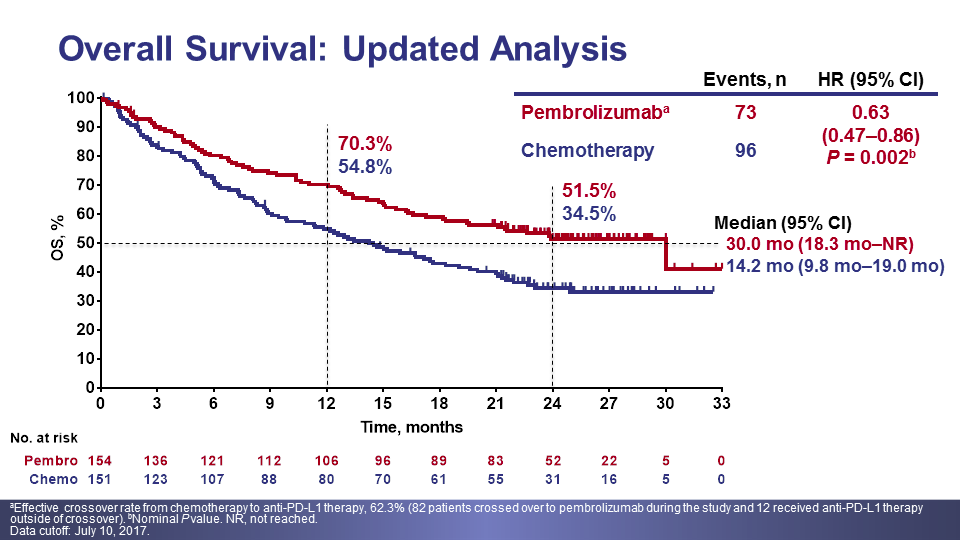 Overall Survival: Updated Analysis
Events, n HR (95% CI)
Pembrolizumabᵃ 73 0.63
(0.47–0.86)
Chemotherapy 96 P = 0.002ᵇ
100
90
80
70
60
50
40
30
20
10
0
OS, %
70.3%
54.8%
51.5%
34.5%
Median (95% CI)
30.0 mo (18.3 mo–NR)
14.2 mo (9.8 mo–19.0 mo)
0 3 6 9 12 15 18 21 24 27 30 33
Time, months
No. at risk
Pembro 154 136 121 112 106 96 89 83 52 22 5 0
Chemo 151 123 107 88 80 70 61 55 31 16 5 0
ᵃEffective crossover rate from chemotherapy to anti-PD-L1 therapy, 62.3% (82 patients crossed over to pembrolizumab during the study and 12 received anti-PD-L1 therapy
outside of crossover). ᵇNominal P value. NR, not reached.
Data cutoff: July 10, 2017.